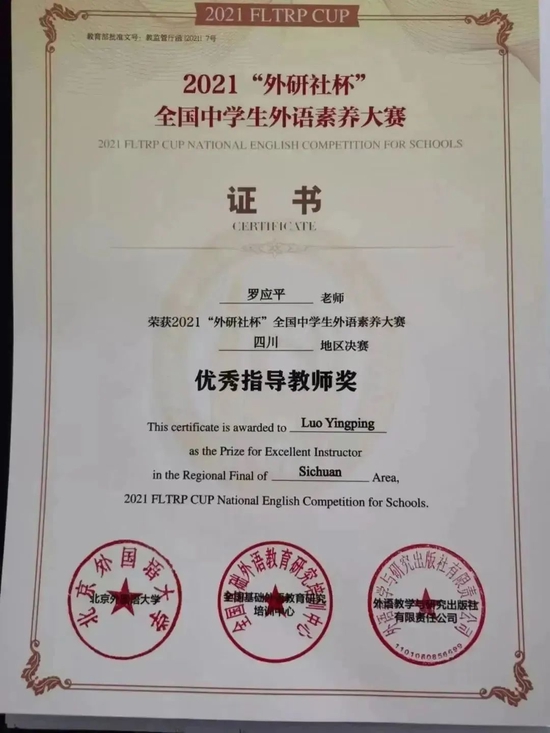 2021 FLTRP CUP
教育部批准文号：教监管厅函〔2021〕7号
2021“外研社杯”
全国中学生外语素养大赛
2021 FLTRP CUP NATIONAL ENGLISH COMPETITION FOR SCHOOLS
证 书
CERTIFICATE
罗应平 老师
荣获2021“外研社杯”全国中学生外语素养大赛
四川 地区决赛
优秀指导教师奖
This certificate is awarded to Luo Yingping
as the Prize for Excellent Instructor
in the Regional Final of Sichuan Area,
2021 FLTRP CUP National English Competition for Schools.
北京外国语大学
北京外国语大学
全国基础外语教育研究培训中心
全国基础外语教育研究
培训中心
外语教学与研究出版社有限责任公司
外语教学与研究出版社
有限责任公司
1101080856699